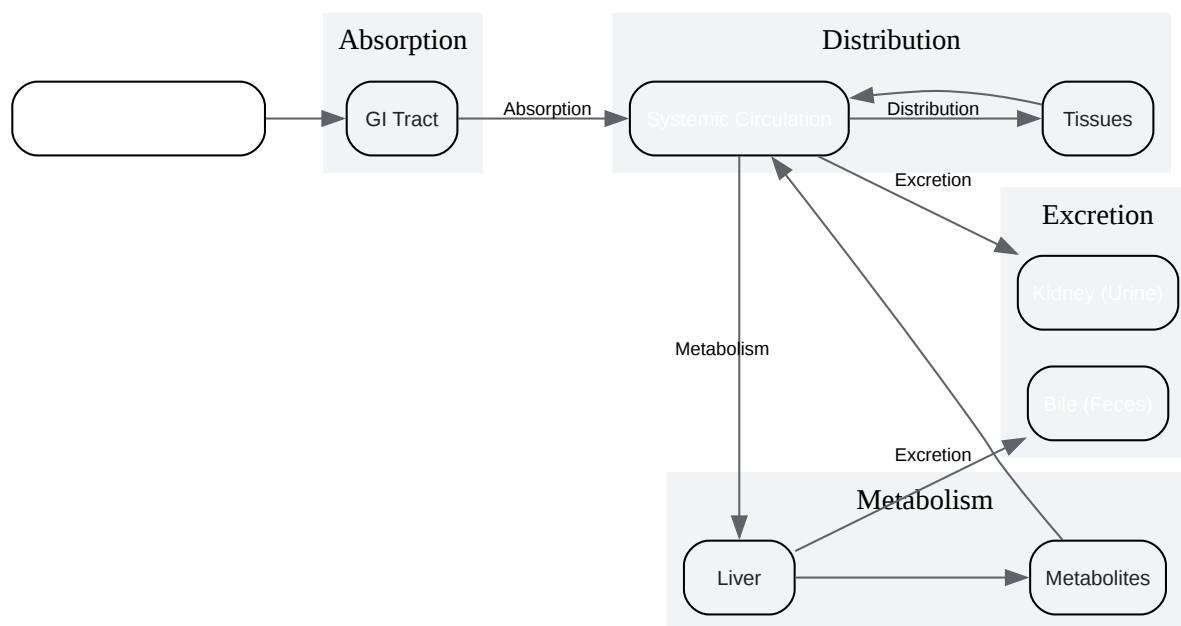 Absorption
Distribution
GI Tract
Absorption
Systemic Circulation
Distribution
Tissues
Excretion
Excretion
Kidney (Urine)
Metabolism
Bile (Feces)
Excretion
Metabolism
Liver
Metabolites